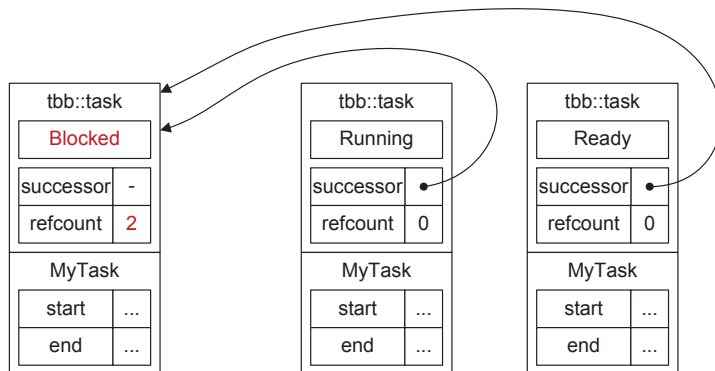 tbb::task
Blocked
successor -
refcount 2
MyTask
start ...
end ...
tbb::task
Running
successor
refcount 0
MyTask
start ...
end ...
tbb::task
Ready
successor
refcount 0
MyTask
start ...
end ...